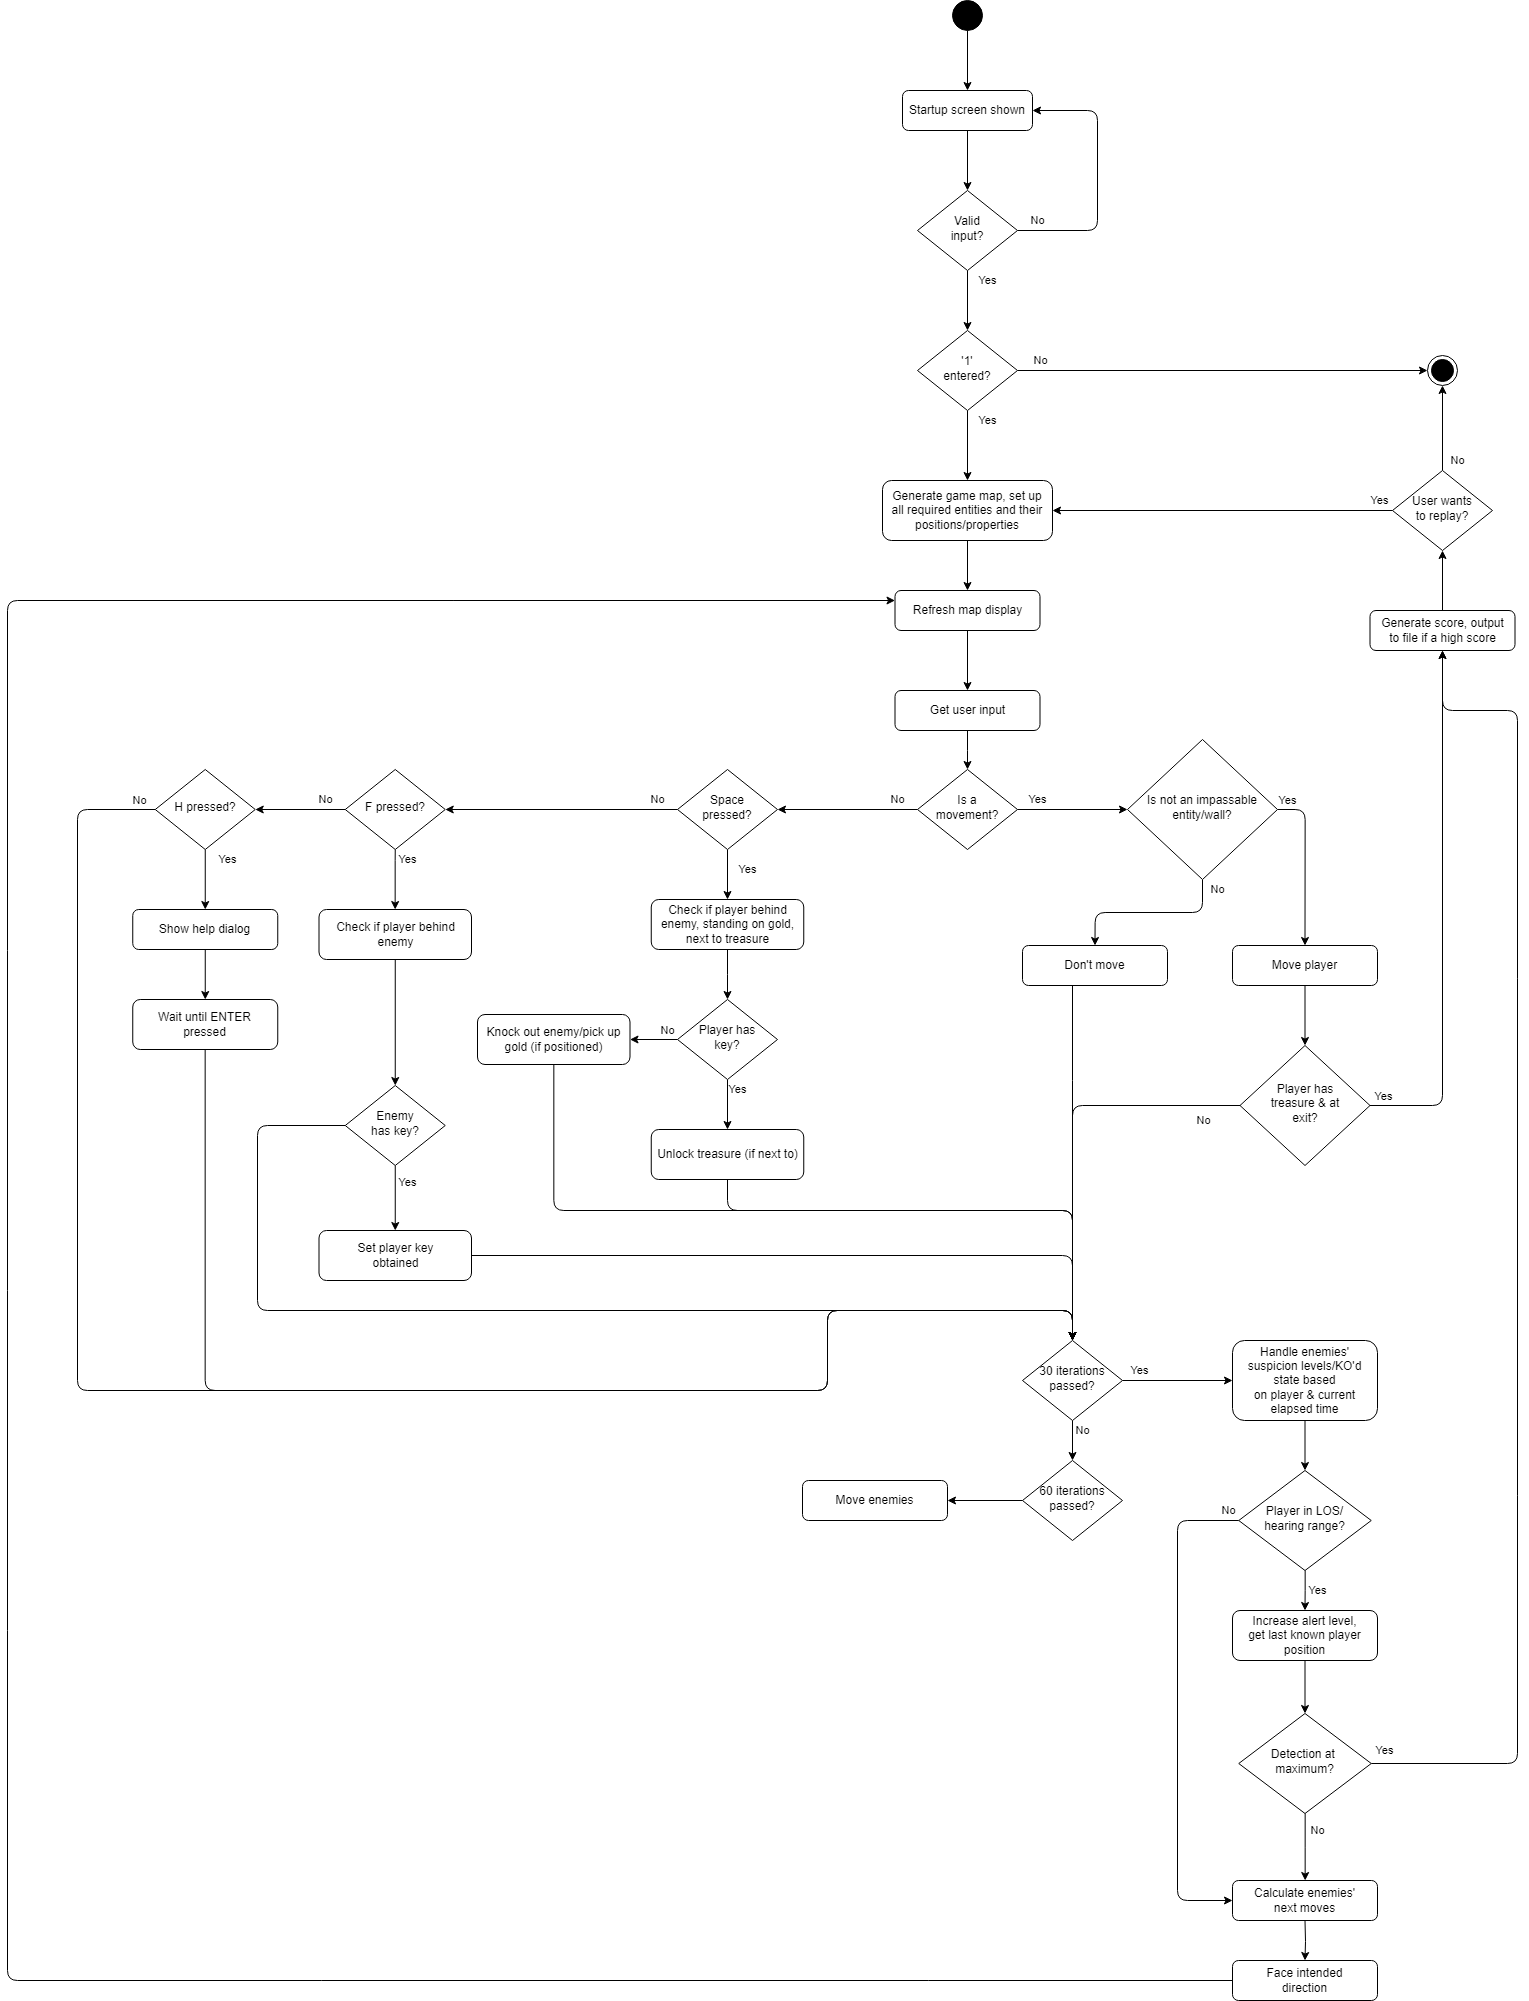 Startup screen shown
Valid
input?
No
Yes
'1'
entered?
No
Yes
Generate game map, set up
all required entities and their
positions/properties
No
User wants
to replay?
Yes
Refresh map display
Generate score, output
to file if a high score
Get user input
H pressed?
No
Yes
F pressed?
No
Yes
Space
pressed?
No
Yes
Is a
movement?
No
Yes
Is not an impassable
entity/wall?
Yes
No
Show help dialog
Check if player behind
enemy
Check if player behind
enemy, standing on gold,
next to treasure
Don't move
Move player
Wait until ENTER
pressed
Knock out enemy/pick up
gold (if positioned)
No
Player has
key?
Yes
Player has
treasure & at
exit?
Yes
No
Enemy
has key?
Yes
Unlock treasure (if next to)
Set player key
obtained
30 iterations
passed?
Yes
No
Handle enemies'
suspicion levels/KO'd
state based
on player & current
elapsed time
Move enemies
60 iterations
passed?
No
Player in LOS/
hearing range?
Yes
Increase alert level,
get last known player
position
Detection at
maximum?
Yes
No
Calculate enemies'
next moves
Face intended
direction